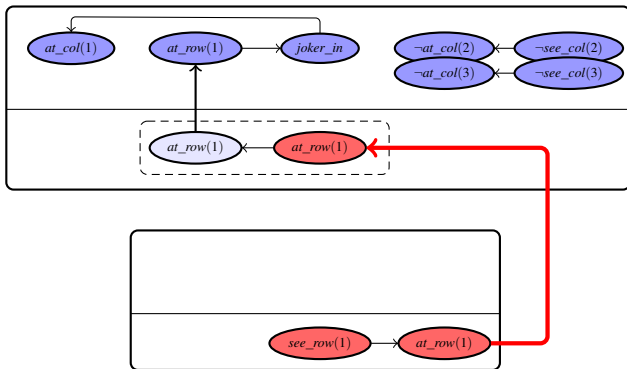 at_col(1) at_row(1) joker_in ¬at_col(2) ¬see_col(2)
¬at_col(3) ¬see_col(3)
at_row(1) at_row(1)
see_row(1) at_row(1)